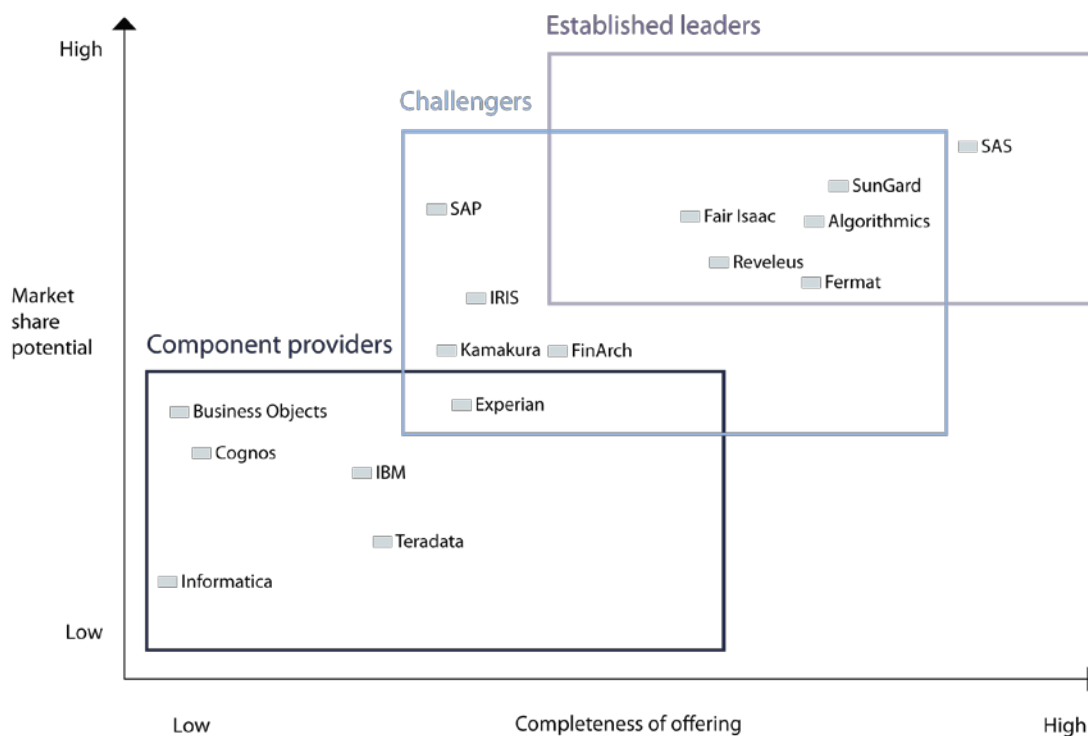 Established leaders
High
Challengers
SAS
SunGard
SAP
Fair Isaac
Algorithmics
Reveleus
Fermat
IRIS
Market
share
potential
Component providers
Kamakura
FinArch
Business Objects
Experian
Cognos
IBM
Teradata
Informatica
Low
Low
Completeness of offering
High